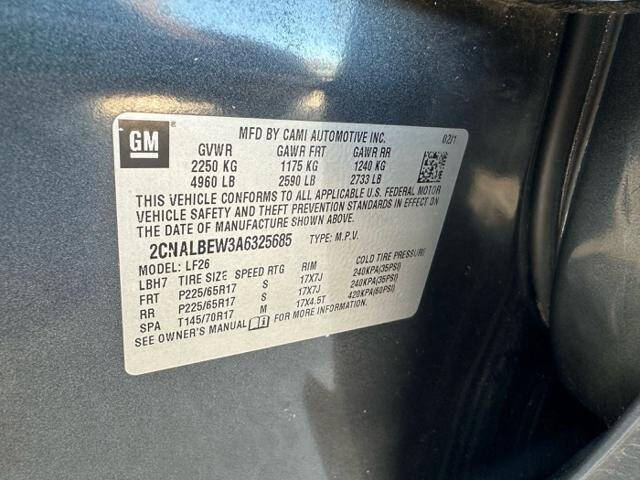 GM
MFD BY CAMI AUTOMOTIVE INC.
GVWR GAWR FRT GAWR RR
2250 KG 1175 KG 1240 KG
4960 LB 2590 LB 2733 LB
THIS VEHICLE CONFORMS TO ALL APPLICABLE U.S. FEDERAL MOTOR
VEHICLE SAFETY AND THEFT PREVENTION STANDARDS IN EFFECT ON
THE DATE OF MANUFACTURE SHOWN ABOVE.
2CNALBEW3A6325685 TYPE: M.P.V.
MODEL: LF26
LBH7 TIRE SIZE SPEED RTG RIM COLD TIRE PRESSURE
FRT P225/65R17 S 17X7J 240KPA(35PSI)
RR P225/65R17 S 17X7J 240KPA(35PSI)
SPA T145/70R17 M 17X4.5T 420KPA(60PSI)
SEE OWNER'S MANUAL FOR MORE INFORMATION.